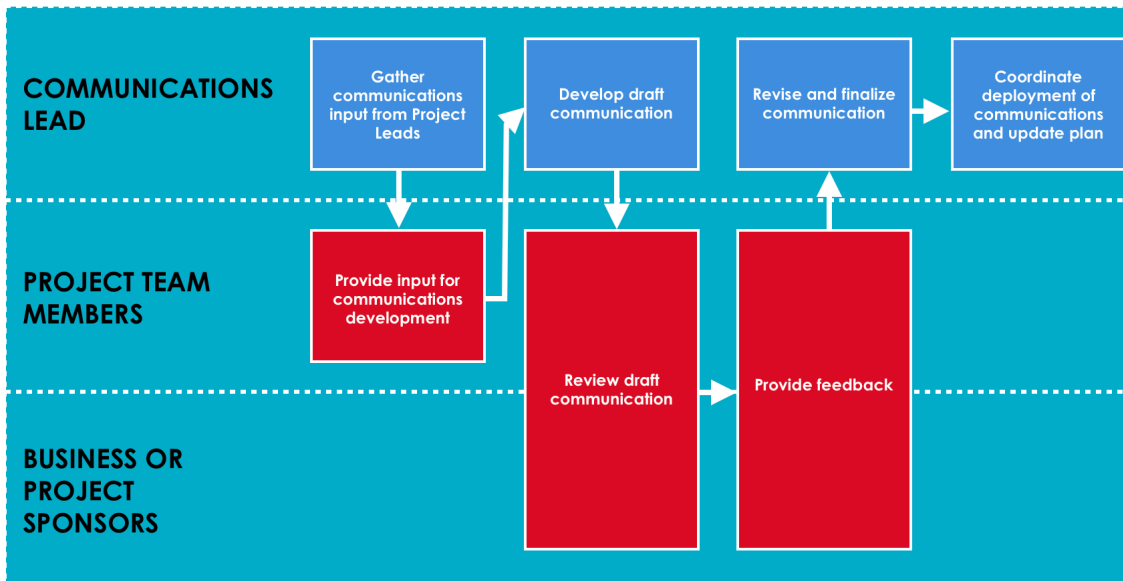 COMMUNICATIONS
LEAD
Gather
communications
input from Project
Leads
Develop draft
communication
Revise and finalize
communication
Coordinate
deployment of
communications
and update plan
PROJECT TEAM
MEMBERS
Provide input for
communications
development
Review draft
communication
Provide feedback
BUSINESS OR
PROJECT
SPONSORS